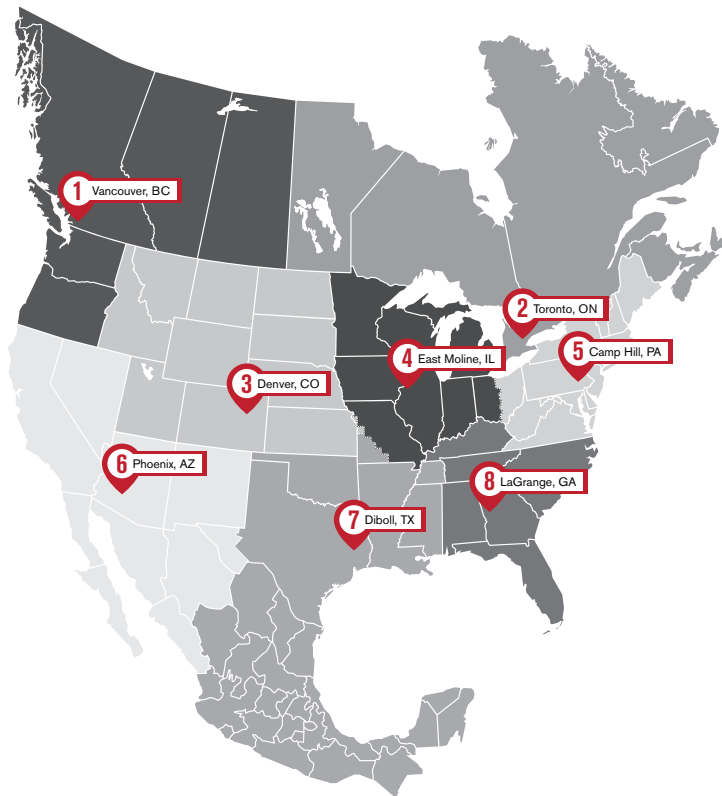 1 Vancouver, BC
2 Toronto, ON
5 Camp Hill, PA
4 East Moline, IL
3 Denver, CO
6 Phoenix, AZ
8 LaGrange, GA
7 Diboll, TX